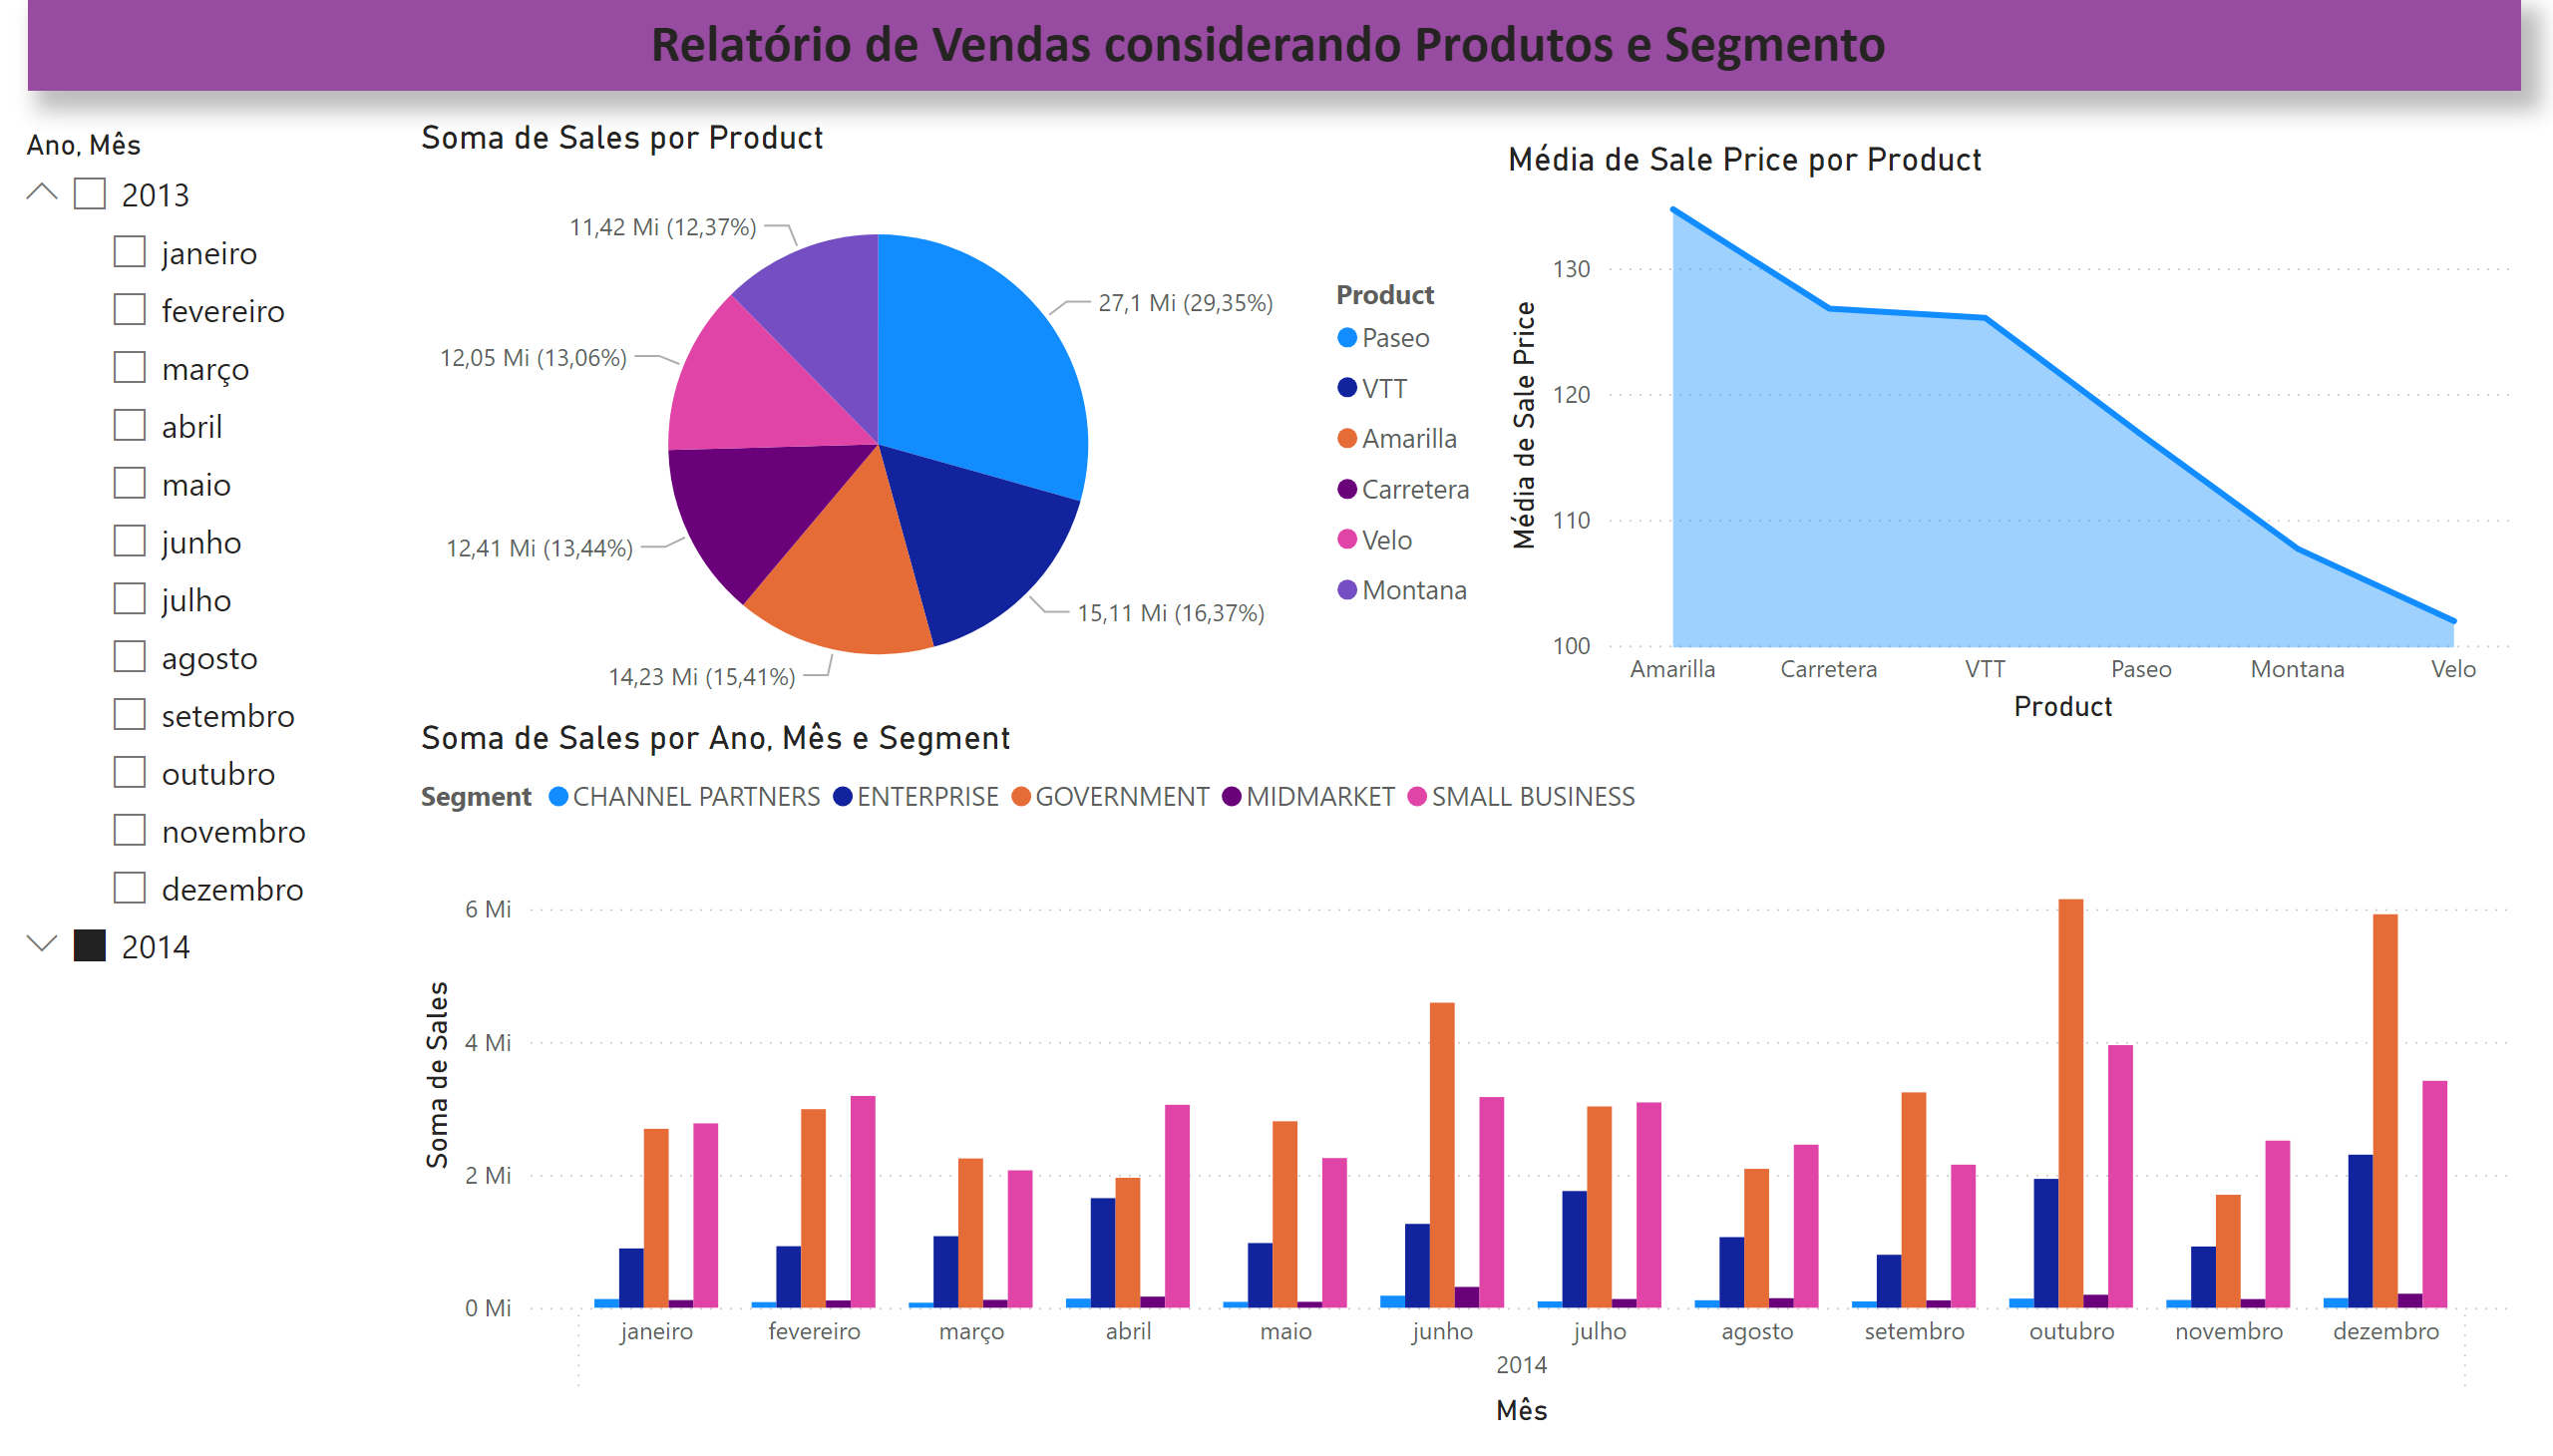 Relatório de Vendas considerando Produtos e Segmento
Ano, Mês
2013
janeiro
fevereiro
março
abril
maio
junho
julho
agosto
setembro
outubro
novembro
dezembro
2014
Soma de Sales por Product
11,42 Mi (12,37%)
27,1 Mi (29,35%)
12,05 Mi (13,06%)
12,41 Mi (13,44%)
15,11 Mi (16,37%)
14,23 Mi (15,41%)
Product
Paseo
VTT
Amarilla
Carretera
Velo
Montana
Média de Sale Price por Product
Média de Sale Price
130
120
110
100
Amarilla Carretera VTT Paseo Montana Velo
Product
Soma de Sales por Ano, Mês e Segment
Segment CHANNEL PARTNERS ENTERPRISE GOVERNMENT MIDMARKET SMALL BUSINESS
Soma de Sales
6 Mi
4 Mi
2 Mi
0 Mi
janeiro fevereiro março abril maio junho julho agosto setembro outubro novembro dezembro
2014
Mês